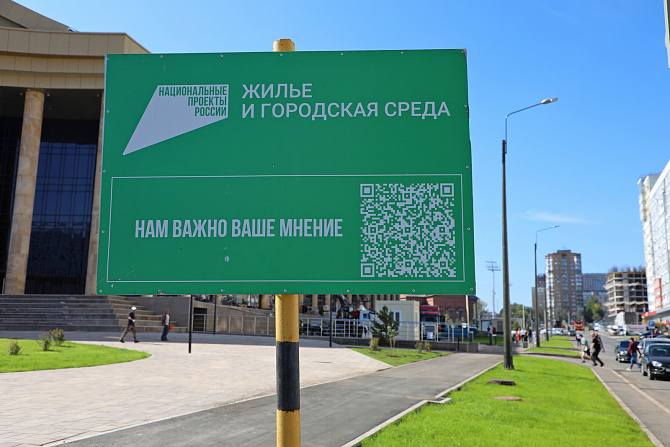 НАЦИОНАЛЬНЫЕ
ПРОЕКТЫ
РОССИИ
ЖИЛЬЕ
И ГОРОДСКАЯ СРЕДА
НАМ ВАЖНО ВАШЕ МНЕНИЕ